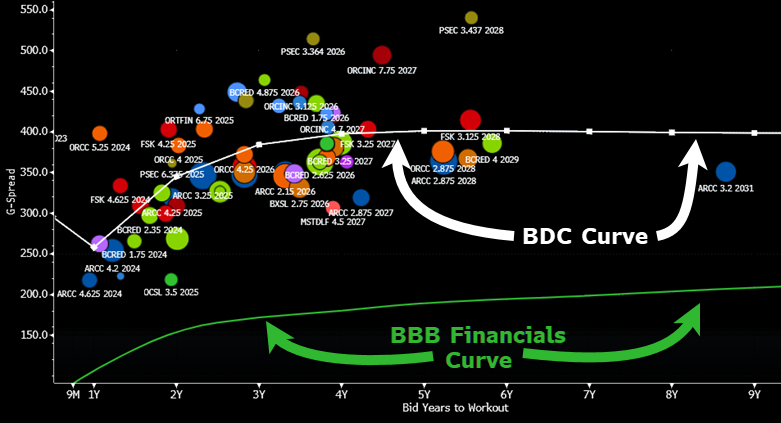 550.0
PSEC 3.437 2028
500.0
PSEC 3.364 2026
ORCINC 7.75 2027
450.0
BCRED 4.875 2026
ORCINC 3.125 2026
ORTFIN 6.75 2025
BCRED 1.75 2026
400.0
ORCINC 4.7 2027
023
FSK 3.125 2028
ORCC 5.25 2024
FSK 4.25 2025
FSK 3.25 2027
ORCC 4 2025
BCRED 3.25 2027
BCRED 4 2029
350.0
PSEC 6.375 2025
ORCC 4.25 2026
BCRED 2.625 2026
ORCC 2.875 2028
ARCC 2.875 2028
G-Spread
FSK 4.625 2024
ARCC 3.25 2025
ARCC 2.15 2026
ARCC 3.2 2031
300.0
ARCC 4.25 2025
BXSL 2.75 2026
ARCC 2.875 2027
MSTDLF 4.5 2027
BCRED 2.35 2024
BDC Curve
250.0
BCRED 1.75 2024
ARCC 4.2 2024
200.0
ARCC 4.625 2024
OCSL 3.5 2025
150.0
BBB Financials
Curve
9M 1Y 2Y 3Y 4Y 5Y 6Y 7Y 8Y 9Y
Bid Years to Workout